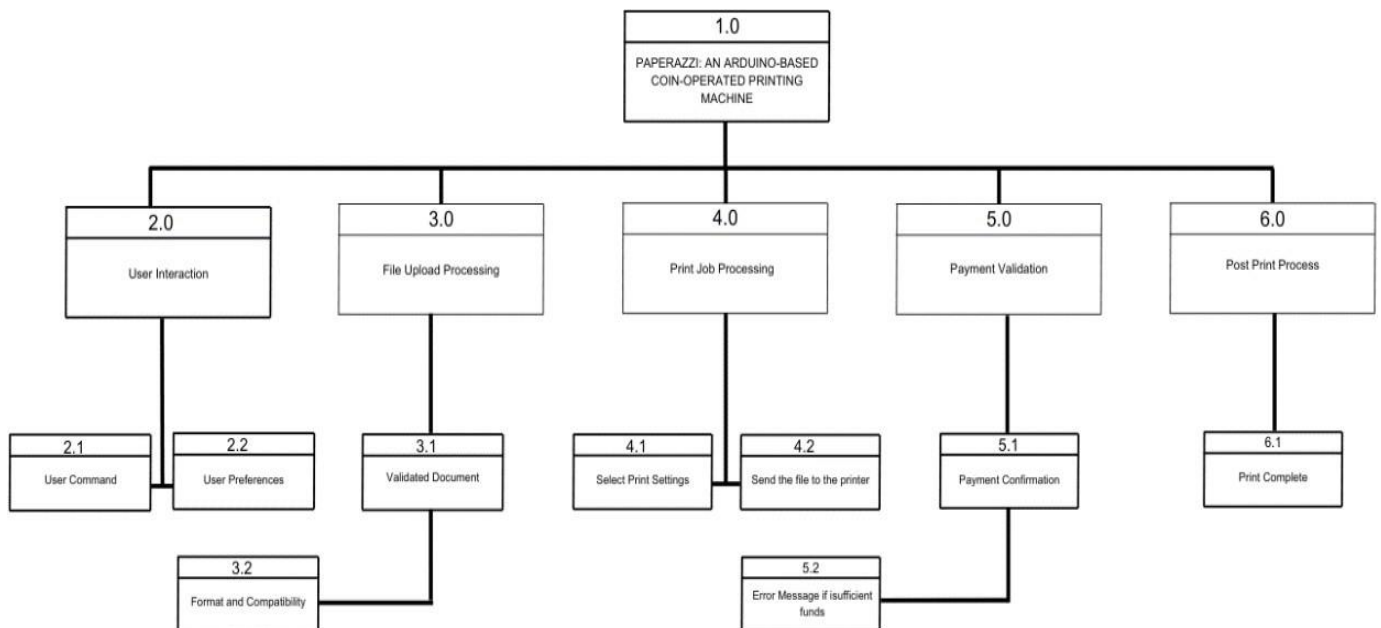 1.0
PAPERAZZI: AN ARDUINO-BASED
COIN-OPERATED PRINTING
MACHINE
2.0
User Interaction
3.0
File Upload Processing
4.0
Print Job Processing
5.0
Payment Validation
6.0
Post Print Process
2.1
User Command
2.2
User Preferences
3.1
Validated Document
4.1
Select Print Settings
4.2
Send the file to the printer
5.1
Payment Confirmation
6.1
Print Complete
3.2
Format and Compatibility
5.2
Error Message if isufficient
funds